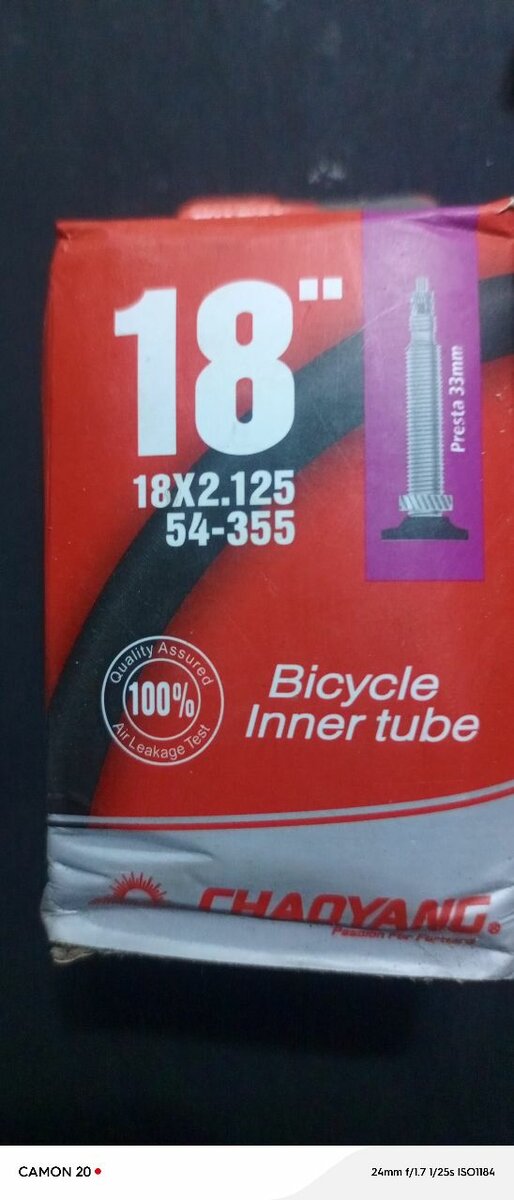 18"
18X2.125
54-355
Presta 33mm
Quality Assured
100%
Air Leakage Test
Bicycle
Inner tube
CHAOYANG®
Passion For Performance
CAMON 20
24mm f/1.7 1/25s ISO1184